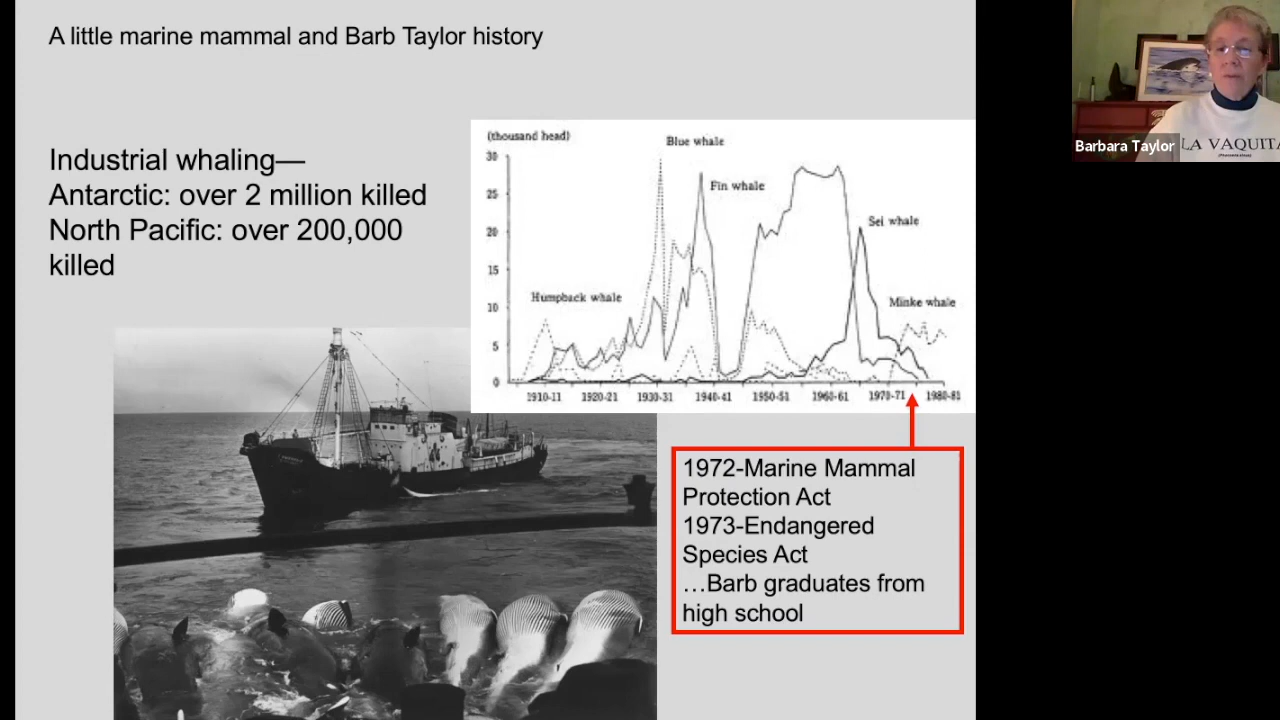 A little marine mammal and Barb Taylor history
Industrial whaling—
Antarctic: over 2 million killed
North Pacific: over 200,000
killed
(thousand head)
30
25
20
15
10
5
0
Blue whale
Fin whale
Sei whale
Humpback whale
Minke whale
1910-11 1920-21 1930-31 1940-41 1950-51 1960-61 1970-71 1980-81
1972-Marine Mammal
Protection Act
1973-Endangered
Species Act
…Barb graduates from
high school
Barbara Taylor
LA VAQUITA